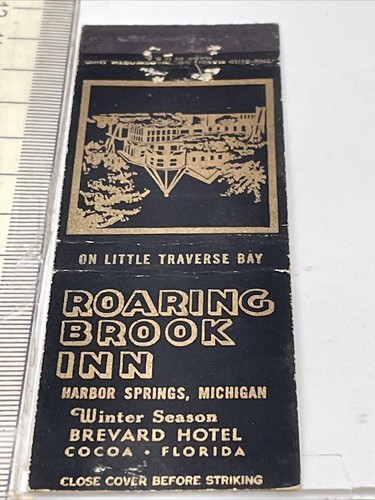 ON LITTLE TRAVERSE BAY
ROARING
BROOK
INN
HARBOR SPRINGS, MICHIGAN
Winter Season
BREVARD HOTEL
COCOA • FLORIDA
CLOSE COVER BEFORE STRIKING